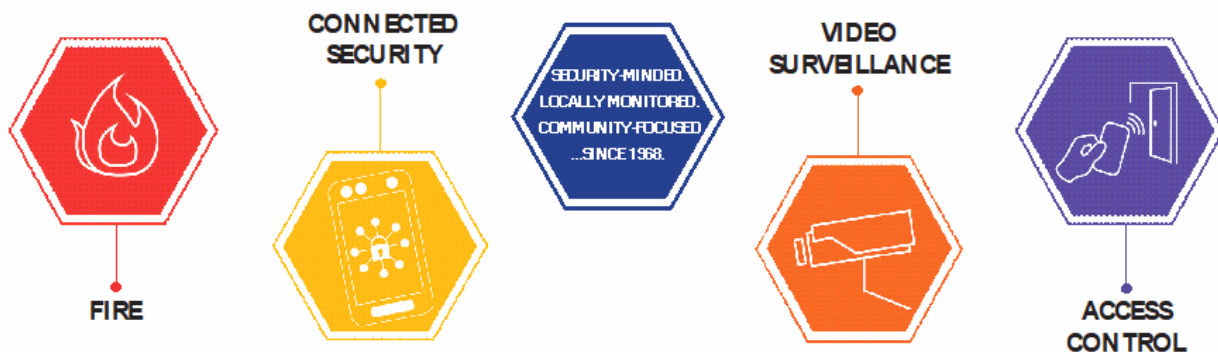 FIRE
CONNECTED
SECURITY
SECURITY-MINDED.
LOCALLY MONITORED.
COMMUNITY-FOCUSED
...SINCE 1968.
VIDEO
SURVEILLANCE
ACCESS
CONTROL